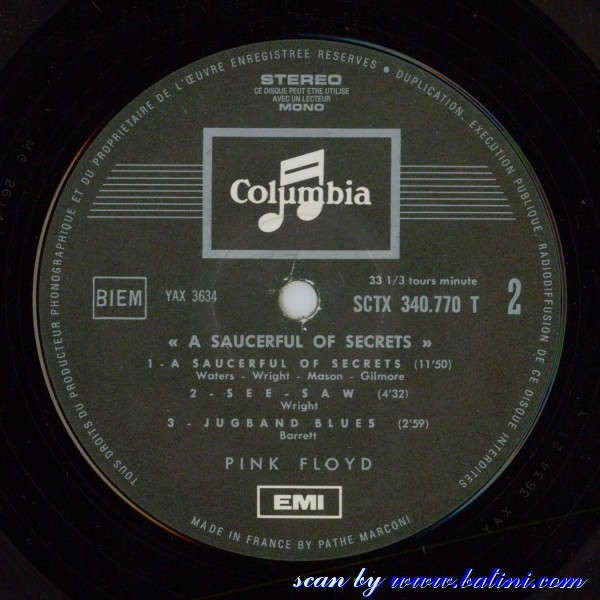 TOUS DROITS DU PRODUCTEUR PHONOGRAPHIQUE ET DU PROPRIETAIRE DE L'ŒUVRE ENREGISTREE RESERVES • DUPLICATION, EXECUTION PUBLIQUE, RADIODIFFUSION DE CE DISQUE INTERDITES
STEREO
CE DISQUE PEUT ETRE UTILISE
AVEC UN LECTEUR
MONO
Columbia
BIEM
YAX 3634
33 1/3 tours minute
SCTX 340.770 T
2
« A SAUCERFUL OF SECRETS »
1 - A SAUCERFUL OF SECRETS (11'50)
Waters - Wright - Mason - Gilmore
2 - SEE-SAW (4'32)
Wright
3 - JUGBAND BLUES (2'59)
Barrett
PINK FLOYD
EMI
MADE IN FRANCE BY PATHE MARCONI
YAX 3634 21
scan by www.batini.com